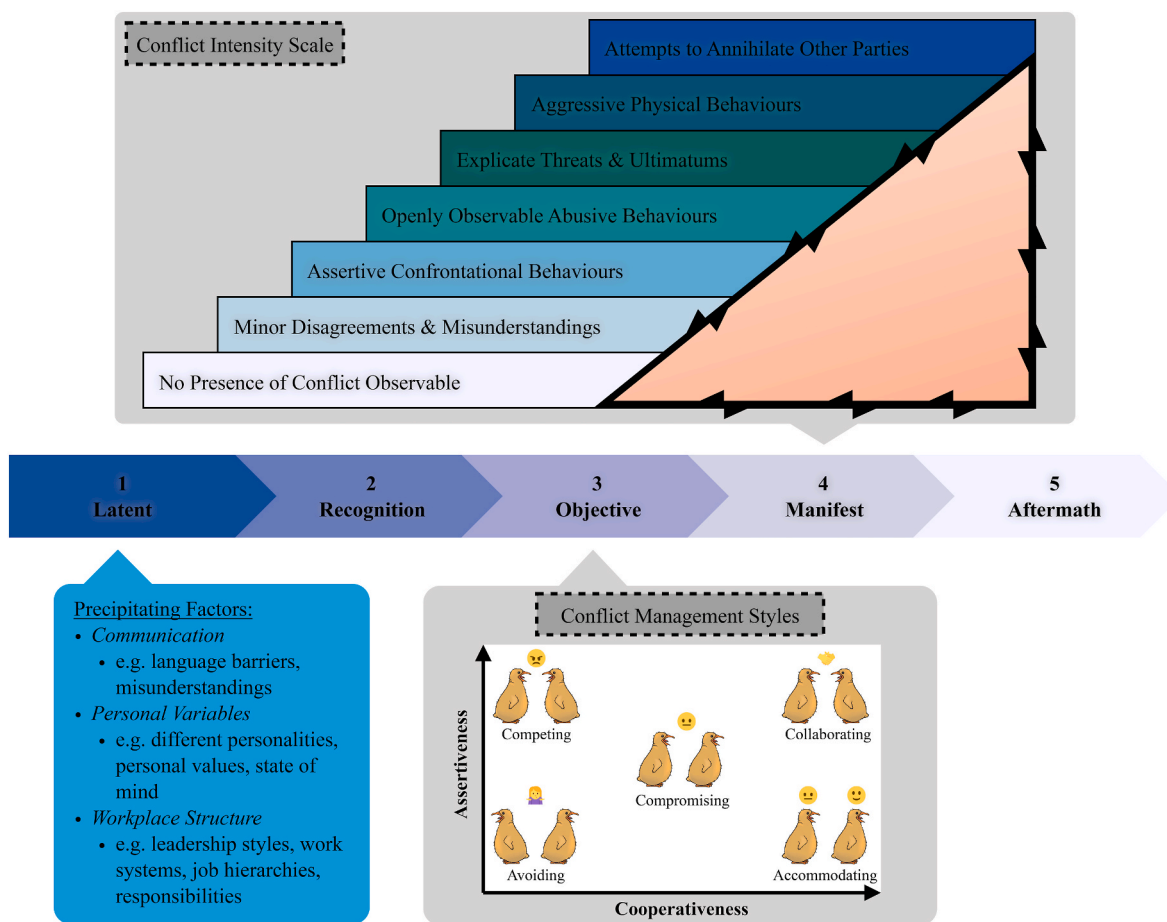 Conflict Intensity Scale
Attempts to Annihilate Other Parties
Aggressive Physical Behaviours
Explicate Threats & Ultimatums
Openly Observable Abusive Behaviours
Assertive Confrontational Behaviours
Minor Disagreements & Misunderstandings
No Presence of Conflict Observable
1
Latent
2
Recognition
3
Objective
4
Manifest
5
Aftermath
Precipitating Factors:
• Communication
• e.g. language barriers,
misunderstandings
• Personal Variables
• e.g. different personalities,
personal values, state of
mind
• Workplace Structure
• e.g. leadership styles, work
systems, job hierarchies,
responsibilities
Conflict Management Styles
Assertiveness
Competing
Collaborating
Compromising
Avoiding
Accommodating
Cooperativeness